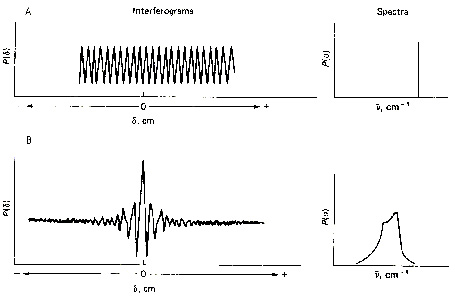 A
Interferograms
Spectra
P(δ)
P(ν̄)
− 0 +
δ, cm
ν̄, cm⁻¹
B
P(δ)
P(ν̄)
− 0 +
δ, cm
ν̄, cm⁻¹